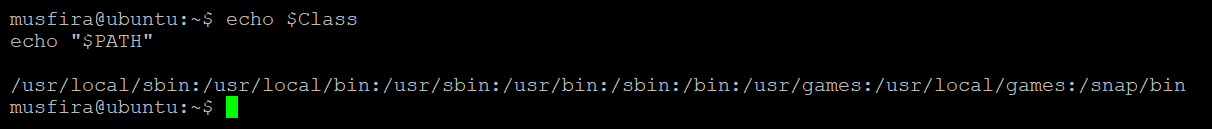 musfira@ubuntu:~$ echo $Class
echo "$PATH"
/usr/local/sbin:/usr/local/bin:/usr/sbin:/usr/bin:/sbin:/bin:/usr/games:/usr/local/games:/snap/bin
musfira@ubuntu:~$